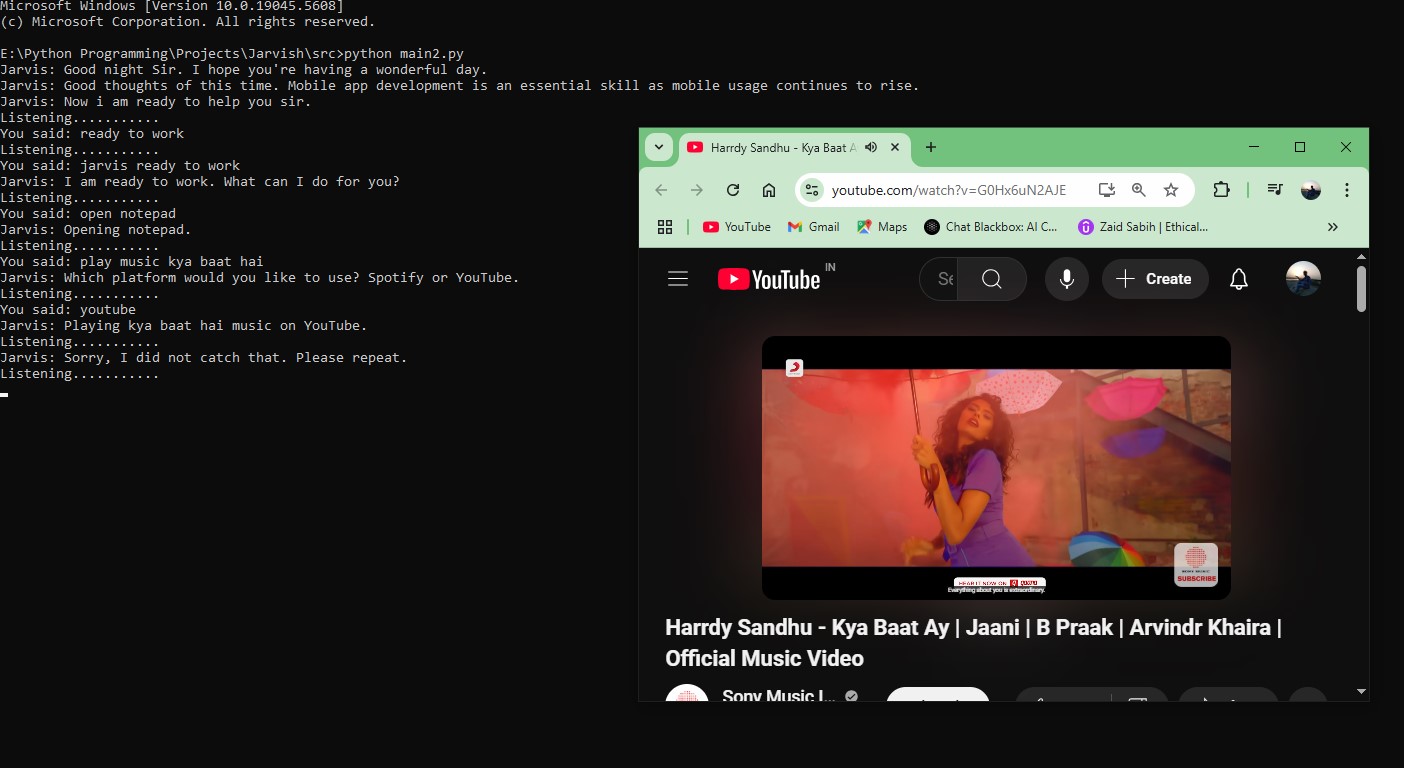 Microsoft Windows [Version 10.0.19045.5608]
(c) Microsoft Corporation. All rights reserved.
E:\Python Programming\Projects\Jarvish\src>python main2.py
Jarvis: Good night Sir. I hope you're having a wonderful day.
Jarvis: Good thoughts of this time. Mobile app development is an essential skill as mobile usage continues to rise.
Jarvis: Now i am ready to help you sir.
Listening...........
You said: ready to work
Listening...........
You said: jarvis ready to work
Jarvis: I am ready to work. What can I do for you?
Listening...........
You said: open notepad
Jarvis: Opening notepad.
Listening...........
You said: play music kya baat hai
Jarvis: Which platform would you like to use? Spotify or YouTube.
Listening...........
You said: youtube
Jarvis: Playing kya baat hai music on YouTube.
Listening...........
Jarvis: Sorry, I did not catch that. Please repeat.
Listening...........
Harrdy Sandhu - Kya Baat A
youtube.com/watch?v=G0Hx6uN2AJE
YouTube Gmail Maps Chat Blackbox: AI C... Zaid Sabih | Ethical...
YouTube IN Se Create
HEAR IT NOW ON
Everything about you is extraordinary.
SONY MUSIC
SUBSCRIBE
Harrdy Sandhu - Kya Baat Ay | Jaani | B Praak | Arvindr Khaira |
Official Music Video
Sony Music I...